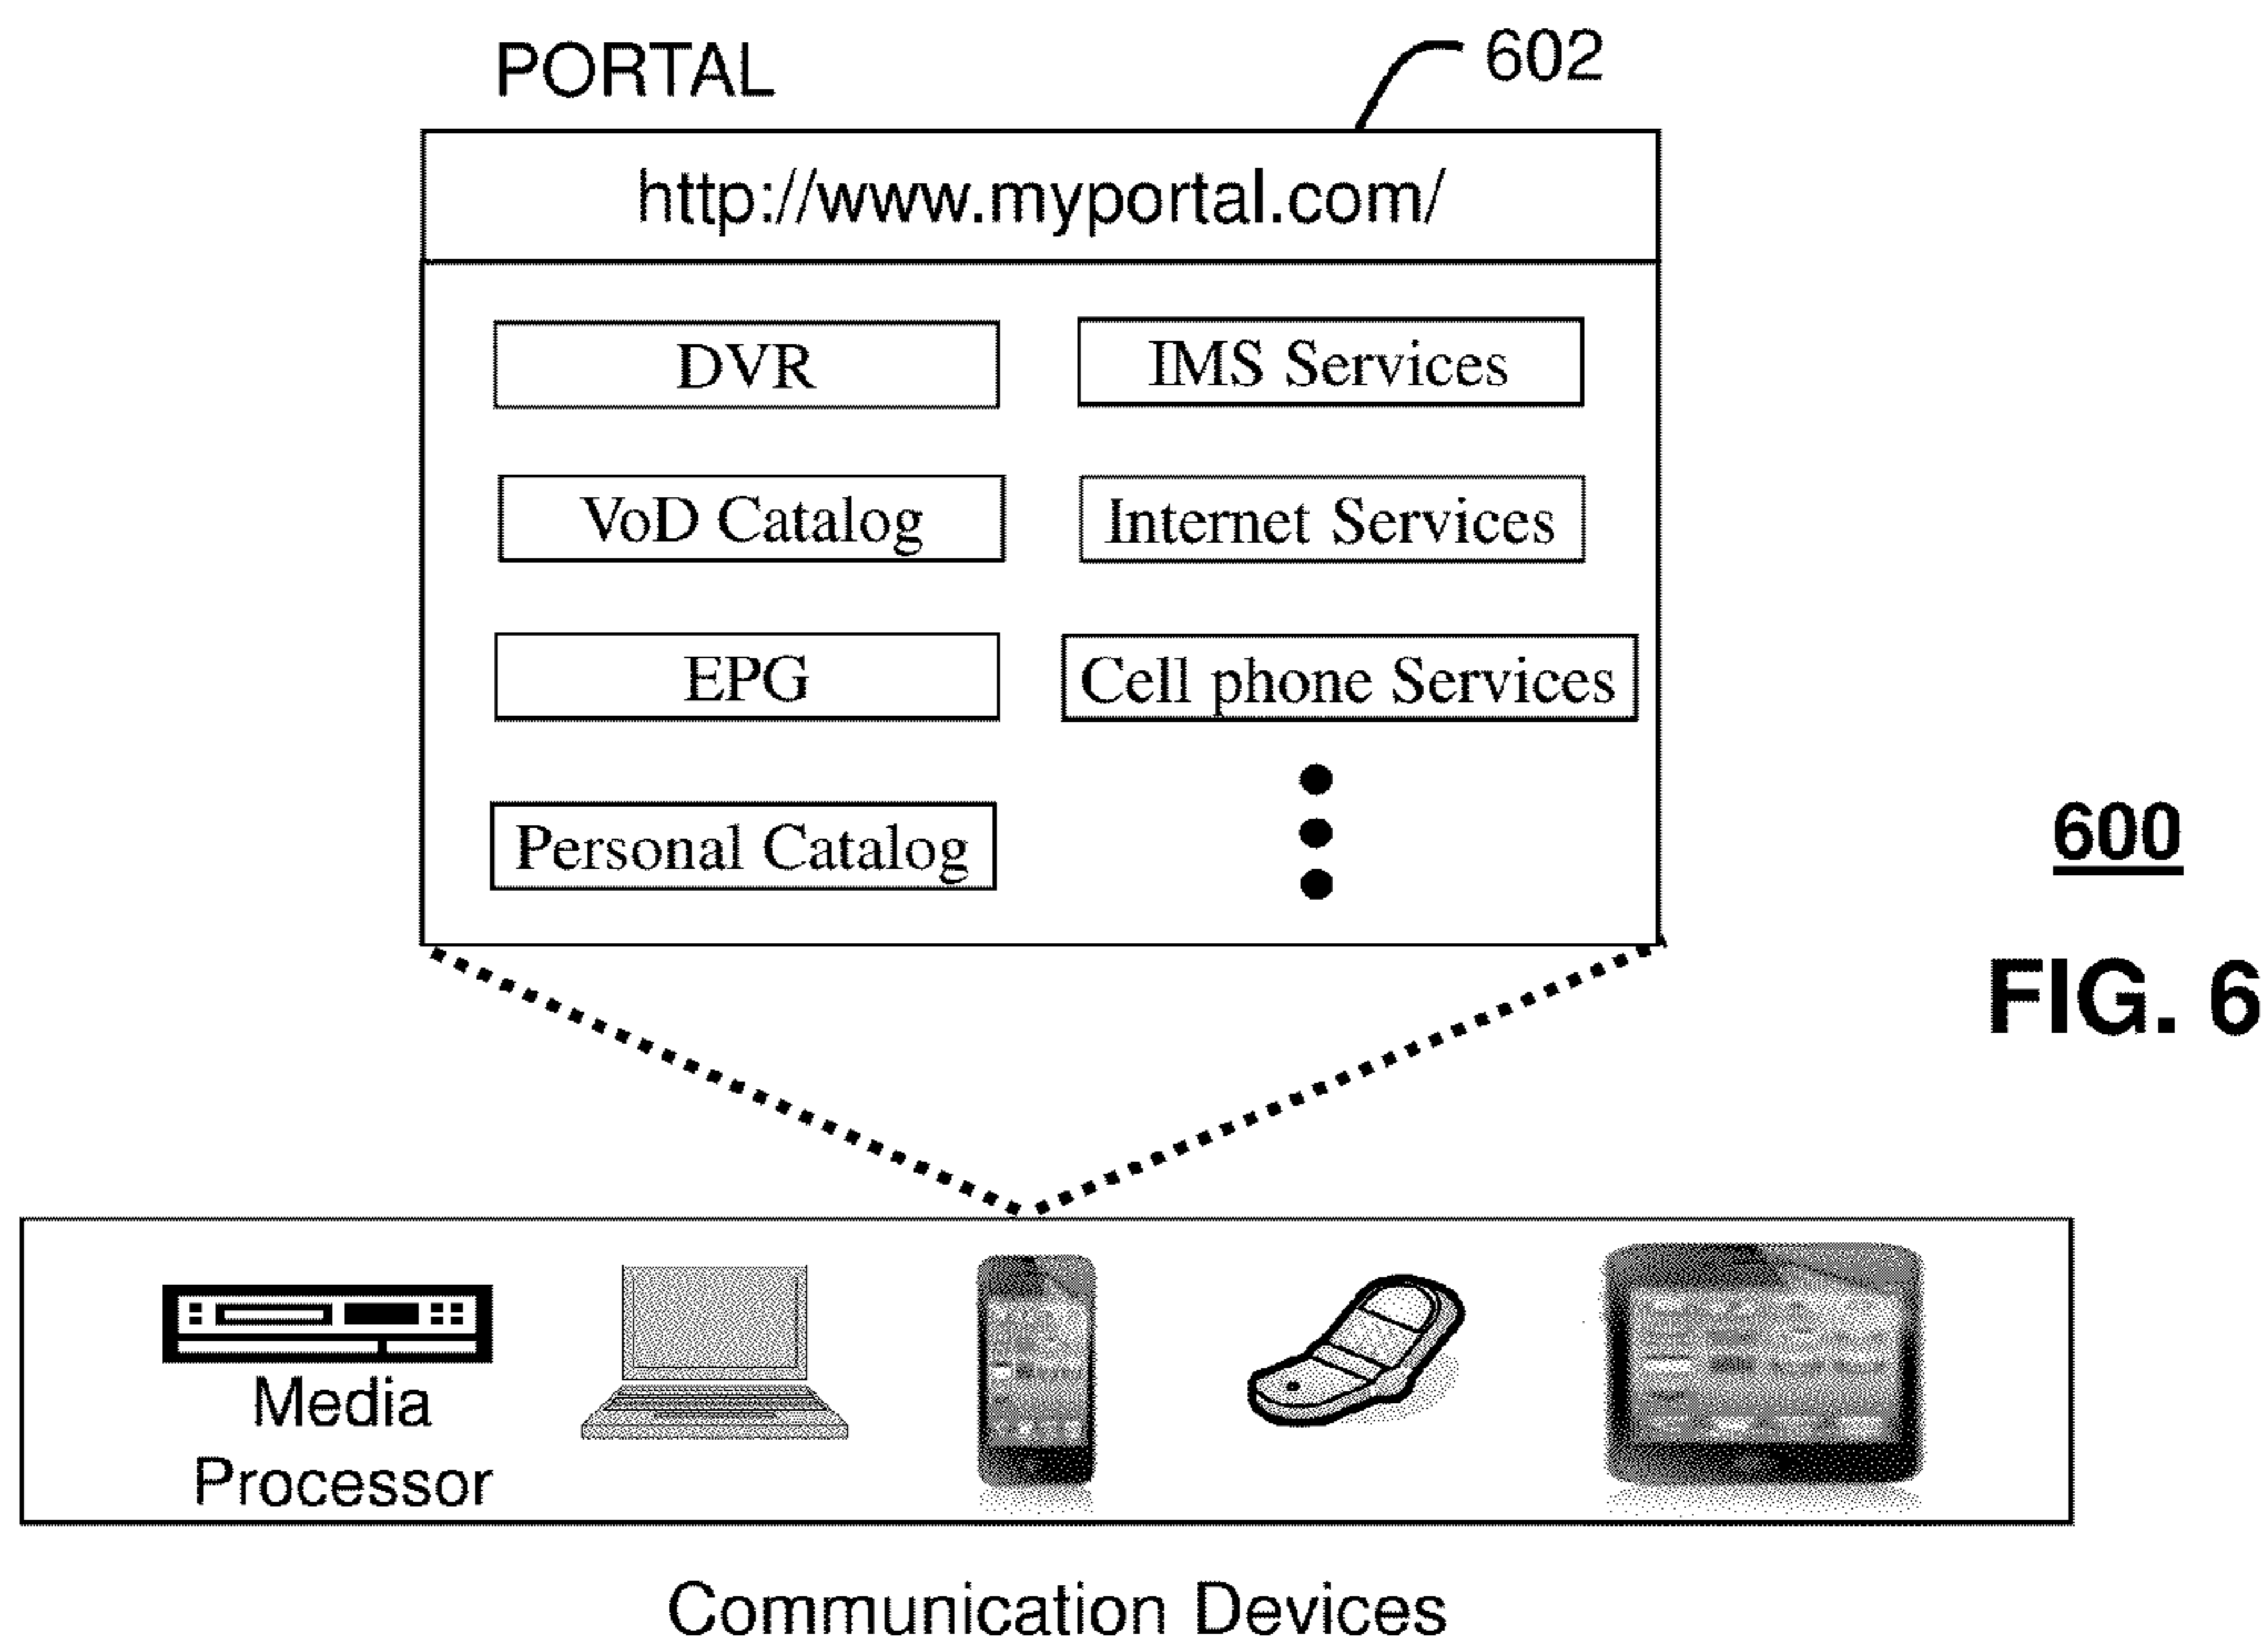 PORTAL
602
http://www.myportal.com/
DVR
IMS Services
VoD Catalog
Internet Services
EPG
Cell phone Services
Personal Catalog
600
FIG. 6
Media
Processor
Communication Devices